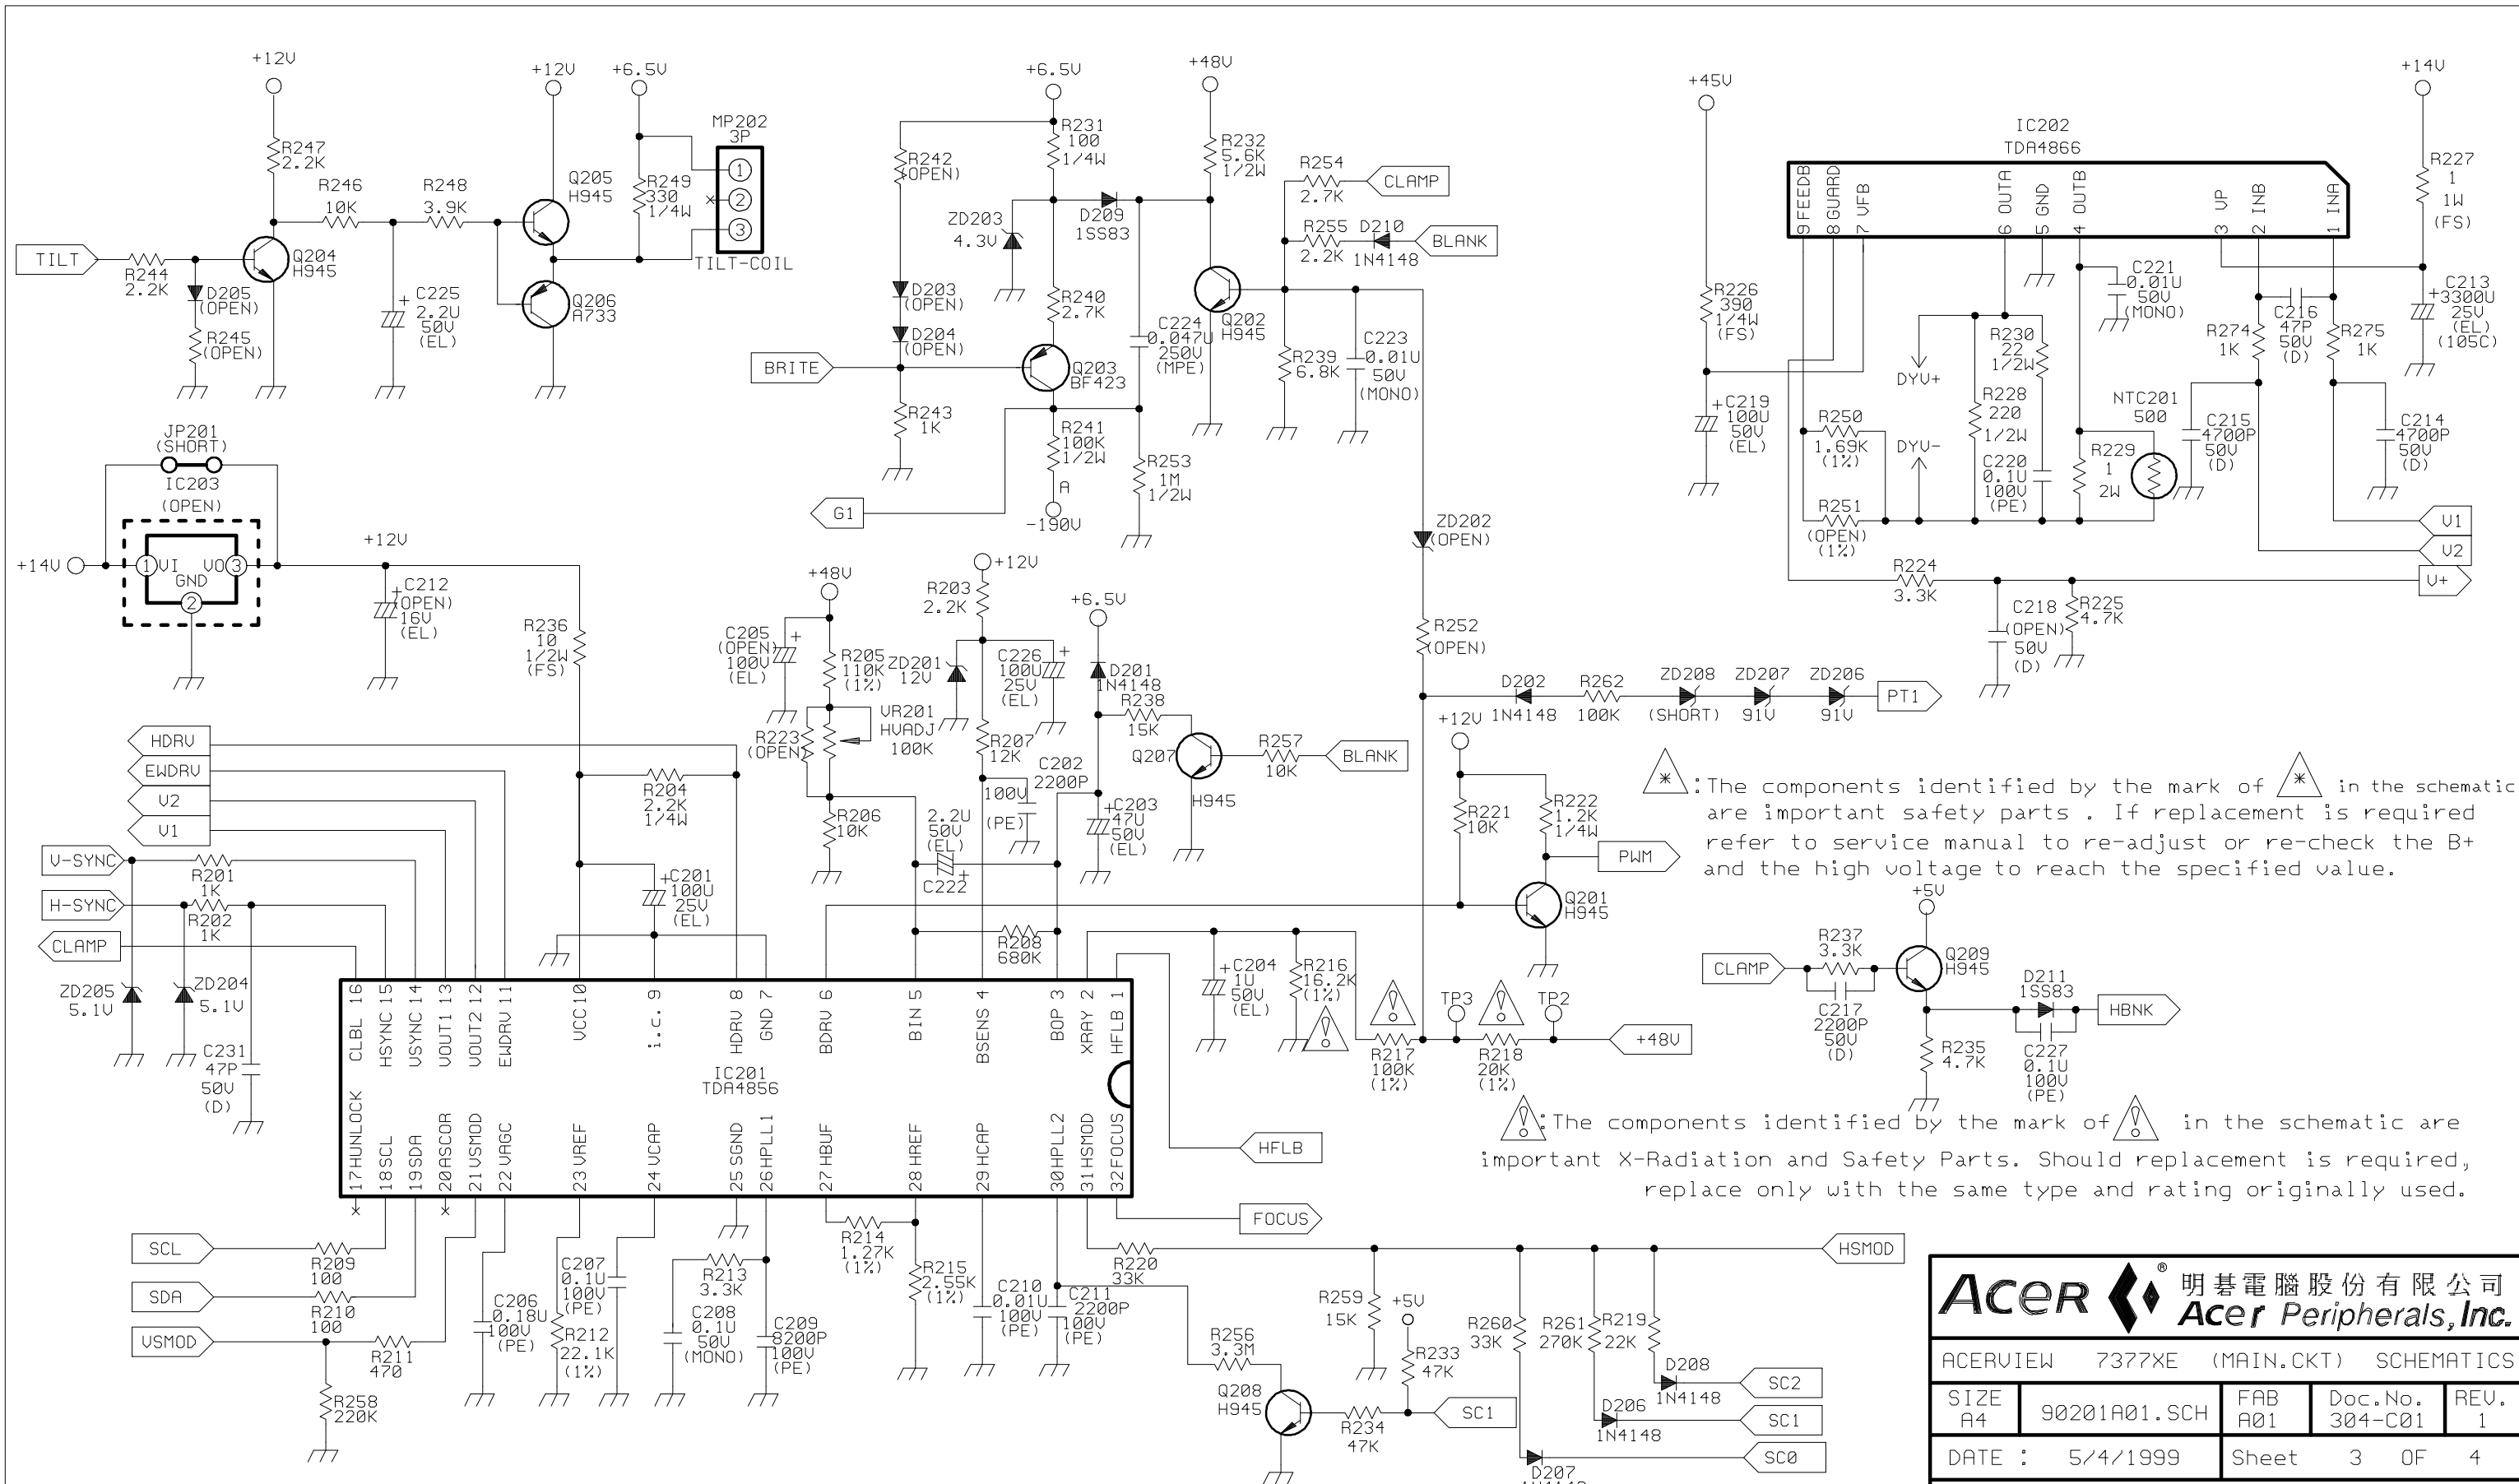 +12V
+12V
+6.5V
+6.5V
+48V
+45V
+14V
R247
2.2K
R246
10K
R248
3.9K
Q205
H945
R249
330
1/4W
MP202
3P
1
2
3
TILT-COIL
TILT
R244
2.2K
Q204
H945
D205
(OPEN)
R245
(OPEN)
C225
2.2U
50V
(EL)
Q206
A733
R242
(OPEN)
R231
100
1/4W
R232
5.6K
1/2W
R254
2.7K
CLAMP
ZD203
4.3V
D209
1SS83
R255
2.2K
D210
1N4148
BLANK
D203
(OPEN)
D204
(OPEN)
R240
2.7K
C224
0.047U
250V
(MPE)
Q202
H945
BRITE
Q203
BF423
R239
6.8K
C223
0.01U
50V
(MONO)
R243
1K
R241
100K
1/2W
A
-190V
R253
1M
1/2W
G1
ZD202
(OPEN)
IC202
TDA4866
9 FEEDB
8 GUARD
7 VFB
6 OUTA
5 GND
4 OUTB
3 VP
2 INB
1 INA
R227
1
1W
(FS)
R226
390
1/4W
(FS)
C221
0.01U
50V
(MONO)
C216
47P
50V
(D)
C213
3300U
25V
(EL)
(105C)
R274
1K
R275
1K
DYV+
R230
22
1/2W
C219
100U
50V
(EL)
R250
1.69K
(1%)
DYV-
R228
220
1/2W
NTC201
500
C215
4700P
50V
(D)
C214
4700P
50V
(D)
C220
0.1U
100V
(PE)
R229
1
2W
R251
(OPEN)
(1%)
V1
V2
V+
R224
3.3K
C218
(OPEN)
50V
(D)
R225
4.7K
JP201
(SHORT)
IC203
(OPEN)
+14V
1 VI
VO 3
GND
2
+12V
C212
(OPEN)
16V
(EL)
R236
10
1/2W
(FS)
+48V
C205
(OPEN)
100V
(EL)
R205
110K
(1%)
R203
2.2K
+12V
ZD201
12V
C226
100U
25V
(EL)
+6.5V
D201
1N4148
R238
15K
VR201
HVADJ
100K
R223
(OPEN)
R207
12K
C202
2200P
100V
(PE)
Q207
H945
R257
10K
BLANK
R252
(OPEN)
D202
1N4148
R262
100K
ZD208
(SHORT)
ZD207
91V
ZD206
91V
PT1
+12V
HDRV
EWDRV
V2
V1
R204
2.2K
1/4W
R206
10K
2.2U
50V
(EL)
C222
C203
47U
50V
(EL)
R221
10K
R222
1.2K
1/4W
PWM
Q201
H945
* :The components identified by the mark of * in the schematic
are important safety parts . If replacement is required
refer to service manual to re-adjust or re-check the B+
and the high voltage to reach the specified value.
V-SYNC
R201
1K
H-SYNC
R202
1K
CLAMP
C201
100U
25V
(EL)
R208
680K
ZD205
5.1V
ZD204
5.1V
C231
47P
50V
(D)
16 CLBL
15 HSYNC
14 VSYNC
13 VOUT1
12 VOUT2
11 EWDRV
10 VCC
9 i.c.
8 HDRV
7 GND
6 BDRV
5 BIN
4 BSENS
3 BOP
2 XRAY
1 HFLB
IC201
TDA4856
17 HUNLOCK
18 SCL
19 SDA
20 ASCOR
21 VSMOD
22 VAGC
23 VREF
24 VCAP
25 SGND
26 HPLL1
27 HBUF
28 HREF
29 HCAP
30 HPLL2
31 HSMOD
32 FOCUS
C204
1U
50V
(EL)
R216
16.2K
(1%)
!
!
!
R217
100K
(1%)
TP3
TP2
R218
20K
(1%)
+48V
+5V
CLAMP
R237
3.3K
Q209
H945
C217
2200P
50V
(D)
D211
1SS83
HBNK
R235
4.7K
C227
0.1U
100V
(PE)
! :The components identified by the mark of ! in the schematic are
important X-Radiation and Safety Parts. Should replacement is required,
replace only with the same type and rating originally used.
HFLB
FOCUS
SCL
R209
100
SDA
R210
100
VSMOD
R211
470
R258
220K
C206
0.18U
100V
(PE)
R212
22.1K
(1%)
C207
0.1U
100V
(PE)
R213
3.3K
C208
0.1U
50V
(MONO)
C209
8200P
100V
(PE)
R214
1.27K
(1%)
R215
2.55K
(1%)
C210
0.01U
100V
(PE)
C211
2200P
100V
(PE)
R220
33K
HSMOD
R256
3.3M
R259
15K
+5V
R233
47K
R260
33K
R261
270K
R219
22K
Q208
H945
R234
47K
SC1
D208
1N4148
SC2
D206
1N4148
SC1
D207
SC0
Acer ® 明碁電腦股份有限公司
Acer Peripherals, Inc.
ACERVIEW 7377XE (MAIN.CKT) SCHEMATICS
SIZE
A4
90201A01.SCH
FAB
A01
Doc.No.
304-C01
REV.
1
DATE : 5/4/1999
Sheet 3 OF 4